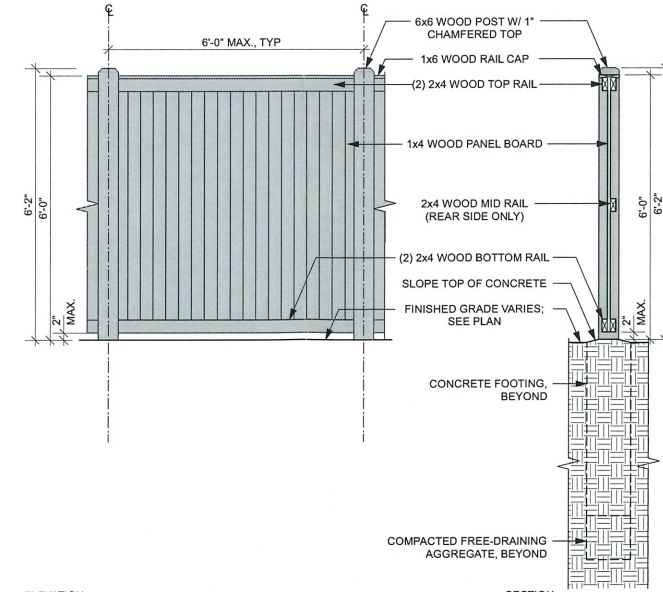 ℄
℄
6'-0" MAX., TYP
6x6 WOOD POST W/ 1"
CHAMFERED TOP
1x6 WOOD RAIL CAP
(2) 2x4 WOOD TOP RAIL
1x4 WOOD PANEL BOARD
2x4 WOOD MID RAIL
(REAR SIDE ONLY)
(2) 2x4 WOOD BOTTOM RAIL
SLOPE TOP OF CONCRETE
FINISHED GRADE VARIES;
SEE PLAN
CONCRETE FOOTING,
BEYOND
COMPACTED FREE-DRAINING
AGGREGATE, BEYOND
6'-2"
6'-0"
2"
MAX.
6'-0"
6'-2"
2"
MAX.